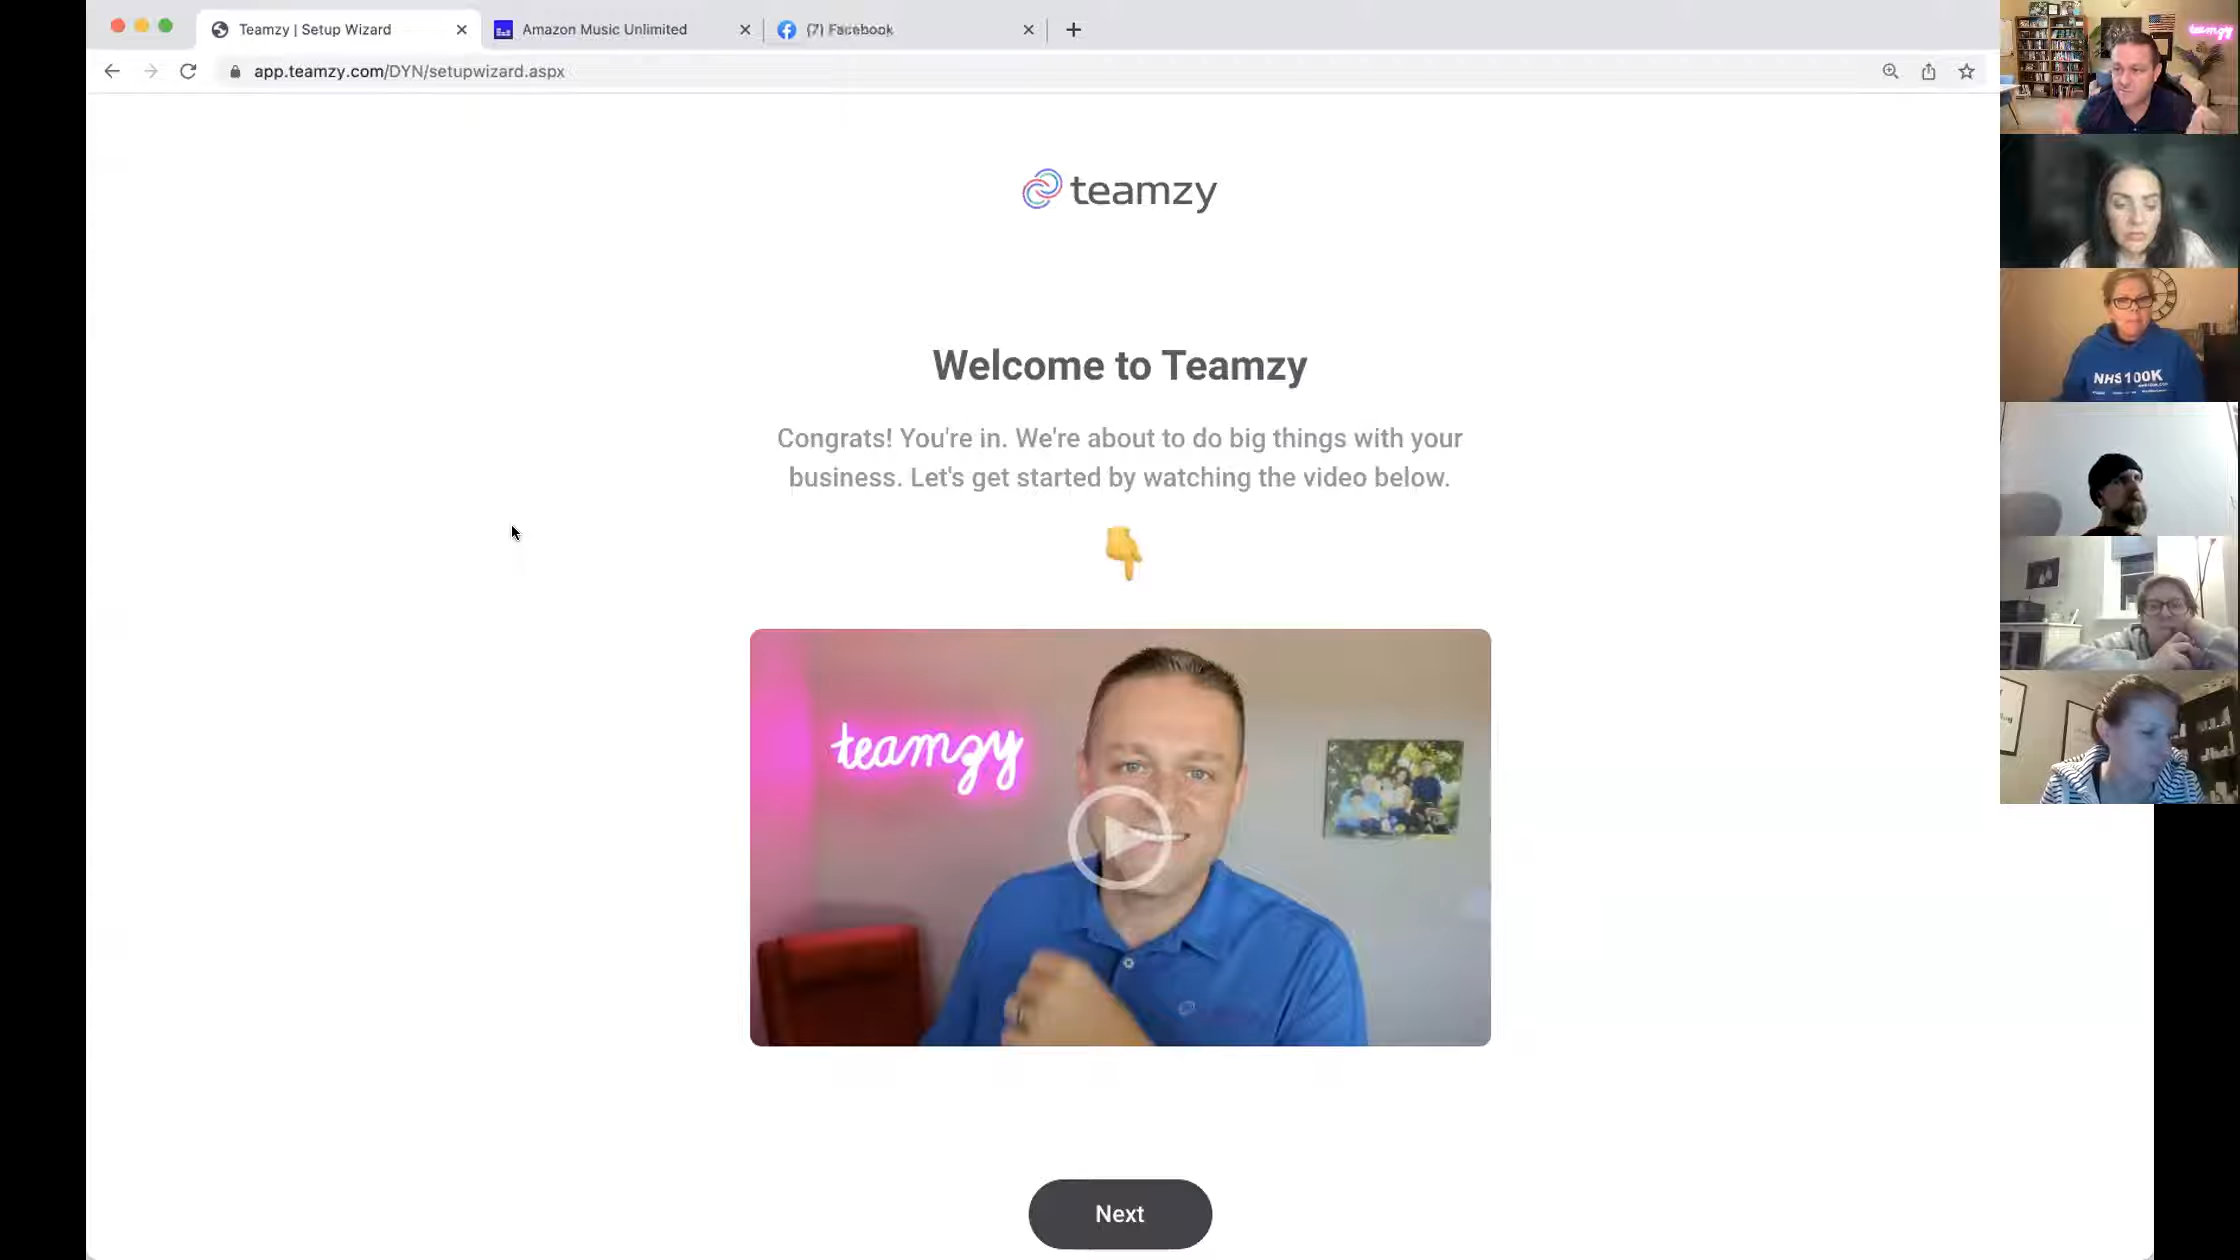 Teamzy | Setup Wizard
Amazon Music Unlimited
(7) Facebook
app.teamzy.com/DYN/setupwizard.aspx
teamzy
teamzy
NHS100K
Welcome to Teamzy
Congrats! You're in. We're about to do big things with your
business. Let's get started by watching the video below.
teamzy
Next